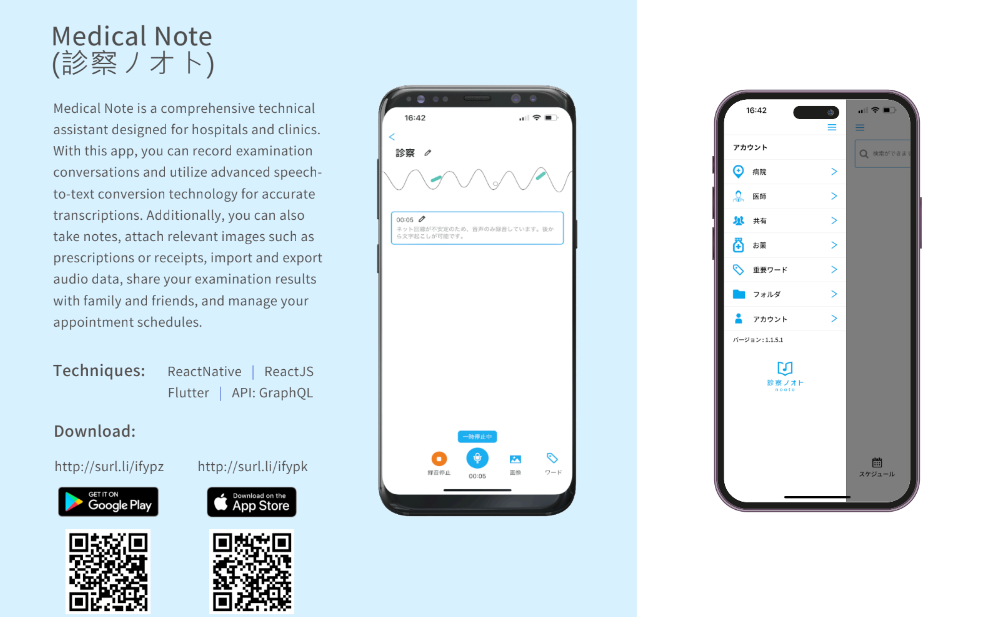 Medical Note
(診察ノオト)
Medical Note is a comprehensive technical
assistant designed for hospitals and clinics.
With this app, you can record examination
conversations and utilize advanced speech-
to-text conversion technology for accurate
transcriptions. Additionally, you can also
take notes, attach relevant images such as
prescriptions or receipts, import and export
audio data, share your examination results
with family and friends, and manage your
appointment schedules.
Techniques: ReactNative | ReactJS
Flutter | API: GraphQL
Download:
http://surl.li/ifypz
http://surl.li/ifypk
GET IT ON
Google Play
Download on the
App Store
16:42
<
診察
00:05
ネット回線が不安定のため、音声のみ録音しています。後か
ら文字起こしが可能です。
一時停止中
録音停止
00:05
画像
ワード
16:42
アカウント
病院
医師
共有
お薬
重要ワード
フォルダ
アカウント
バージョン : 1.1.5.1
診察ノオト
スケジュール